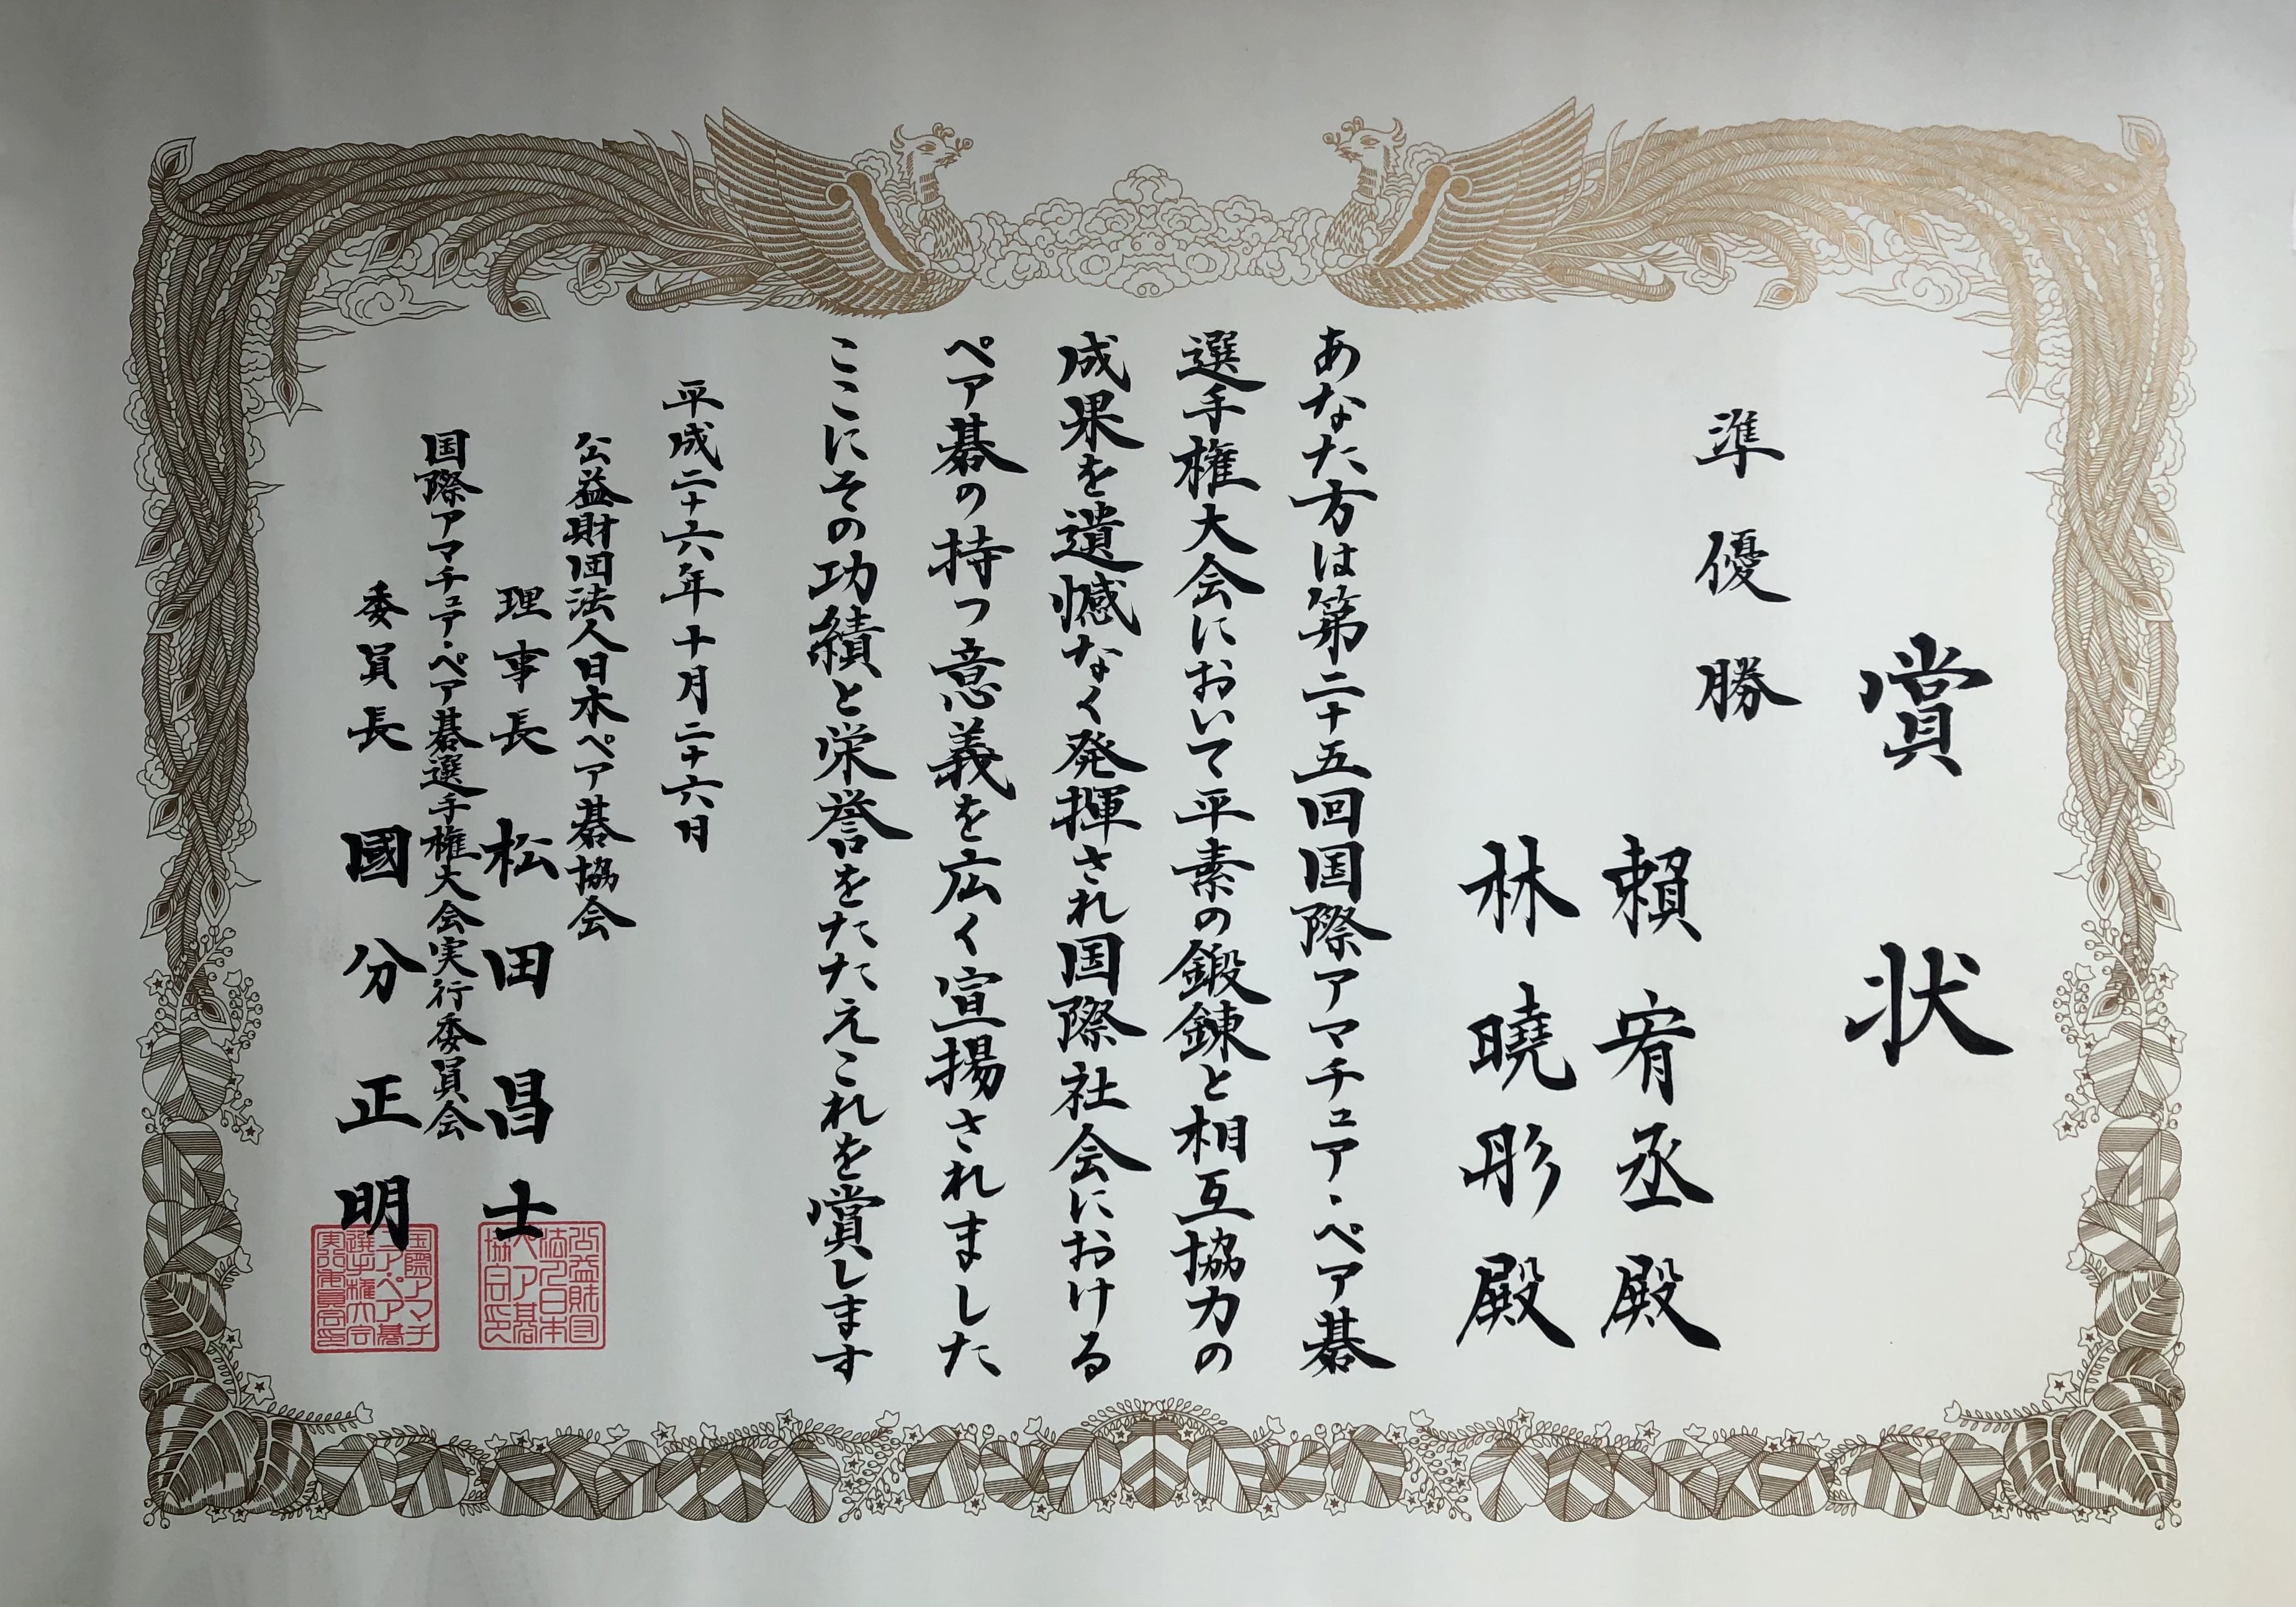 賞状
準優勝
賴宥丞殿
林曉彤殿
あなた方は第二十五回国際アマチュア・ペア碁
選手権大会において平素の鍛錬と相互協力の
成果を遺憾なく発揮され国際社会における
ペア碁の持つ意義を広く宣揚されました
ここにその功績と栄誉をたたえこれを賞します
平成二十六年十月二十六日
公益財団法人日本ペア碁協会
理事長 松田昌士
国際アマチュア・ペア碁選手権大会実行委員会
委員長 國分正明
公益財団
法人日本
ペア碁
協会印
国際アマチ
ュア・ペア碁
選手権大会
実行委員会印